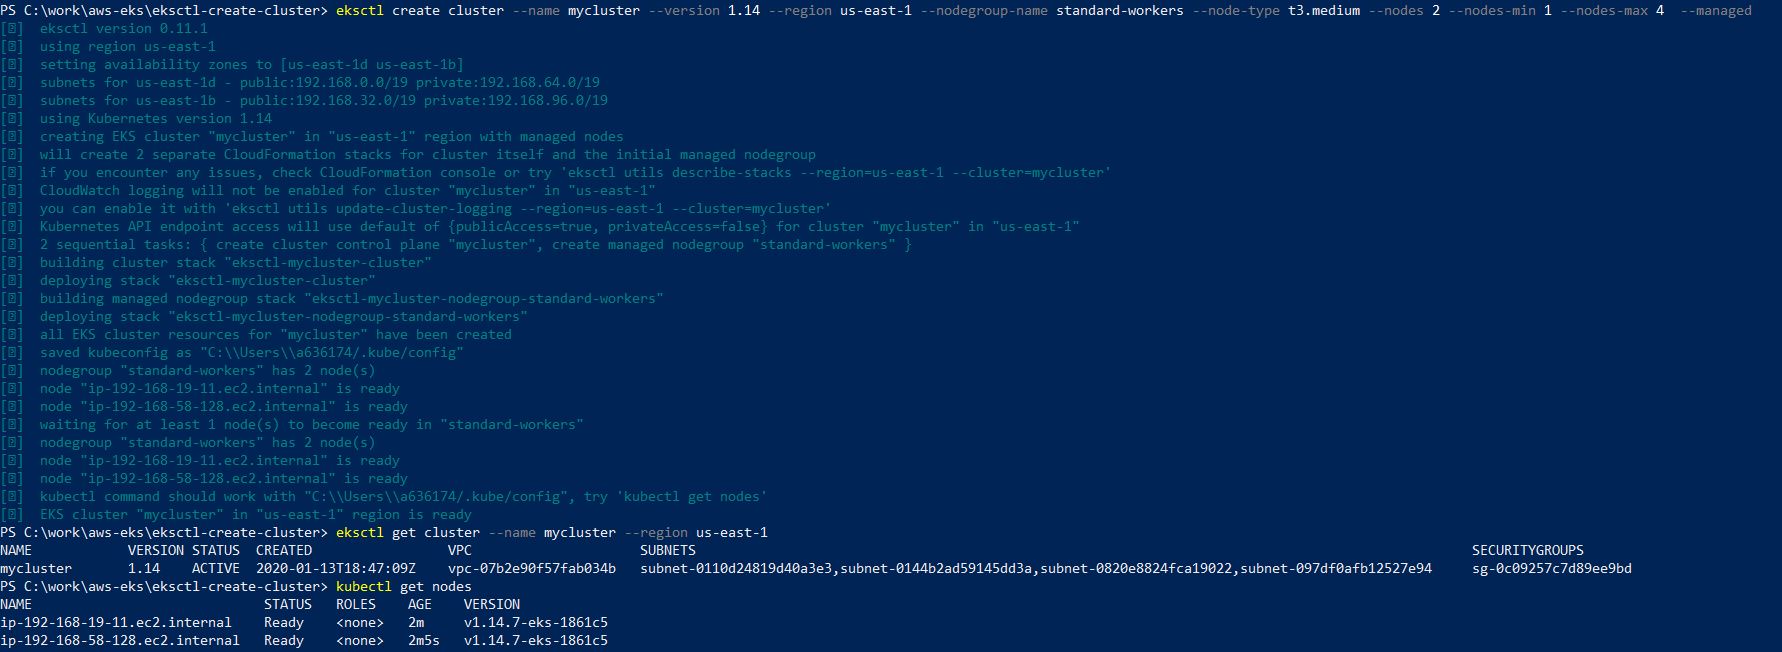 PS C:\work\aws-eks\eksctl-create-cluster> eksctl create cluster --name mycluster --version 1.14 --region us-east-1 --nodegroup-name standard-workers --node-type t3.medium --nodes 2 --nodes-min 1 --nodes-max 4  --managed
[�]  eksctl version 0.11.1
[�]  using region us-east-1
[�]  setting availability zones to [us-east-1d us-east-1b]
[�]  subnets for us-east-1d - public:192.168.0.0/19 private:192.168.64.0/19
[�]  subnets for us-east-1b - public:192.168.32.0/19 private:192.168.96.0/19
[�]  using Kubernetes version 1.14
[�]  creating EKS cluster "mycluster" in "us-east-1" region with managed nodes
[�]  will create 2 separate CloudFormation stacks for cluster itself and the initial managed nodegroup
[�]  if you encounter any issues, check CloudFormation console or try 'eksctl utils describe-stacks --region=us-east-1 --cluster=mycluster'
[�]  CloudWatch logging will not be enabled for cluster "mycluster" in "us-east-1"
[�]  you can enable it with 'eksctl utils update-cluster-logging --region=us-east-1 --cluster=mycluster'
[�]  Kubernetes API endpoint access will use default of {publicAccess=true, privateAccess=false} for cluster "mycluster" in "us-east-1"
[�]  2 sequential tasks: { create cluster control plane "mycluster", create managed nodegroup "standard-workers" }
[�]  building cluster stack "eksctl-mycluster-cluster"
[�]  deploying stack "eksctl-mycluster-cluster"
[�]  building managed nodegroup stack "eksctl-mycluster-nodegroup-standard-workers"
[�]  deploying stack "eksctl-mycluster-nodegroup-standard-workers"
[�]  all EKS cluster resources for "mycluster" have been created
[�]  saved kubeconfig as "C:\\Users\\a636174/.kube/config"
[�]  nodegroup "standard-workers" has 2 node(s)
[�]  node "ip-192-168-19-11.ec2.internal" is ready
[�]  node "ip-192-168-58-128.ec2.internal" is ready
[�]  waiting for at least 1 node(s) to become ready in "standard-workers"
[�]  nodegroup "standard-workers" has 2 node(s)
[�]  node "ip-192-168-19-11.ec2.internal" is ready
[�]  node "ip-192-168-58-128.ec2.internal" is ready
[�]  kubectl command should work with "C:\\Users\\a636174/.kube/config", try 'kubectl get nodes'
[�]  EKS cluster "mycluster" in "us-east-1" region is ready
PS C:\work\aws-eks\eksctl-create-cluster> eksctl get cluster --name mycluster --region us-east-1
NAME            VERSION STATUS  CREATED                 VPC                     SUBNETS                                                                                                 SECURITYGROUPS
mycluster       1.14    ACTIVE  2020-01-13T18:47:09Z    vpc-07b2e90f57fab034b   subnet-0110d24819d40a3e3,subnet-0144b2ad59145dd3a,subnet-0820e8824fca19022,subnet-097df0afb12527e94     sg-0c09257c7d89ee9bd
PS C:\work\aws-eks\eksctl-create-cluster> kubectl get nodes
NAME                             STATUS   ROLES    AGE    VERSION
ip-192-168-19-11.ec2.internal    Ready    <none>   2m     v1.14.7-eks-1861c5
ip-192-168-58-128.ec2.internal   Ready    <none>   2m5s   v1.14.7-eks-1861c5